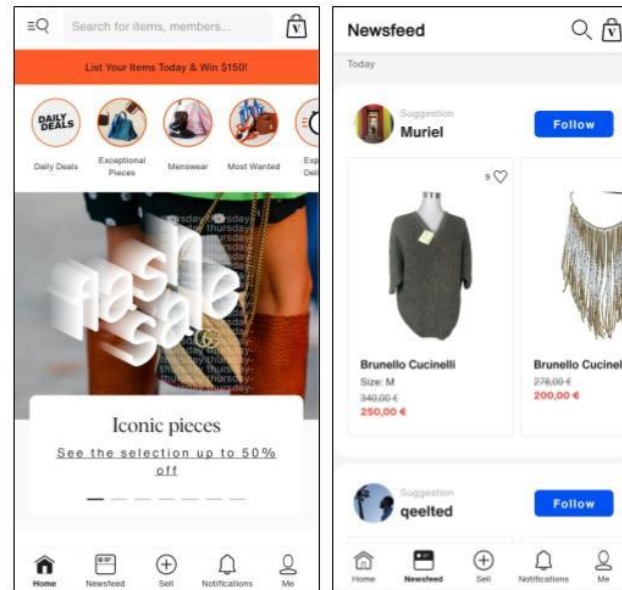 Search for items, members...
V
List Your Items Today & Win $150!
DAILY
DEALS
Daily Deals
Exceptional
Pieces
Menswear
Most Wanted
Exp
Deli
flash
sale
Iconic pieces
See the selection up to 50%
off
Home
Newsfeed
Sell
Notifications
Me
Newsfeed
V
Today
Suggestion
Muriel
Follow
9
Brunello Cucinelli
Size: M
340,00 €
250,00 €
Brunello Cucinel
278,00 €
200,00 €
Suggestion
qeelted
Follow
Home
Newsfeed
Sell
Notifications
Me